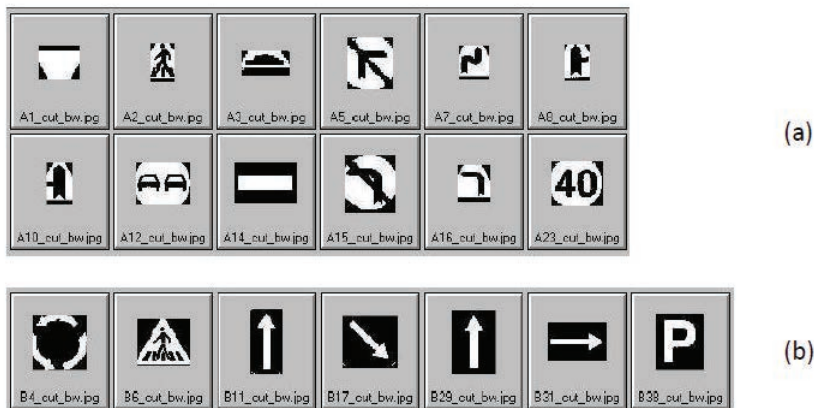 A1_cut_bw.jpg A2_cut_bw.jpg A3_cut_bw.jpg A5_cut_bw.jpg A7_cut_bw.jpg A8_cut_bw.jpg
(a)
40
A10_cut_bw.jpg A12_cut_bw.jpg A14_cut_bw.jpg A15_cut_bw.jpg A16_cut_bw.jpg A23_cut_bw.jpg
P
(b)
B4_cut_bw.jpg B6_cut_bw.jpg B11_cut_bw.jpg B17_cut_bw.jpg B29_cut_bw.jpg B31_cut_bw.jpg B38_cut_bw.jpg